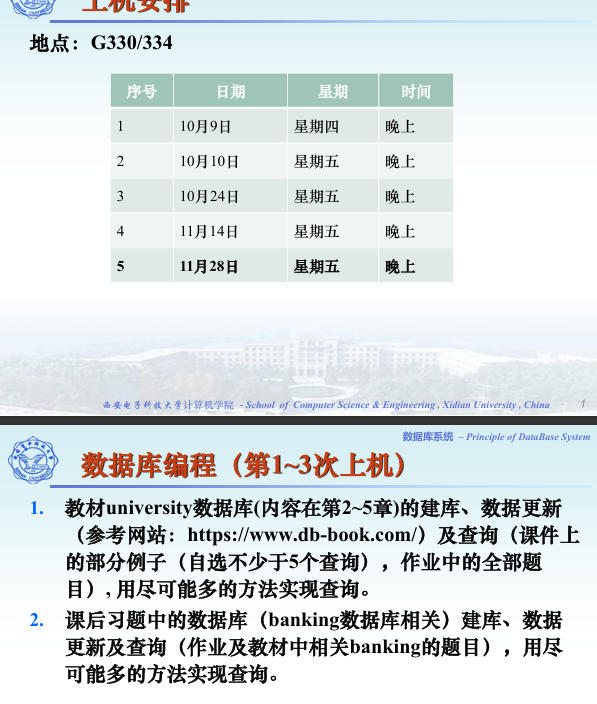 上机安排
地点：G330/334
序号 日期 星期 时间
1 10月9日 星期四 晚上
2 10月10日 星期五 晚上
3 10月24日 星期五 晚上
4 11月14日 星期五 晚上
5 11月28日 星期五 晚上
西安电子科技大学计算机学院 - School of Computer Science & Engineering , Xidian University , China 1
数据库系统 – Principle of DataBase System
数据库编程（第1~3次上机）
1. 教材university数据库(内容在第2~5章)的建库、数据更新
（参考网站：https://www.db-book.com/）及查询（课件上
的部分例子（自选不少于5个查询），作业中的全部题
目）, 用尽可能多的方法实现查询。
2. 课后习题中的数据库（banking数据库相关）建库、数据
更新及查询（作业及教材中相关banking的题目），用尽
可能多的方法实现查询。